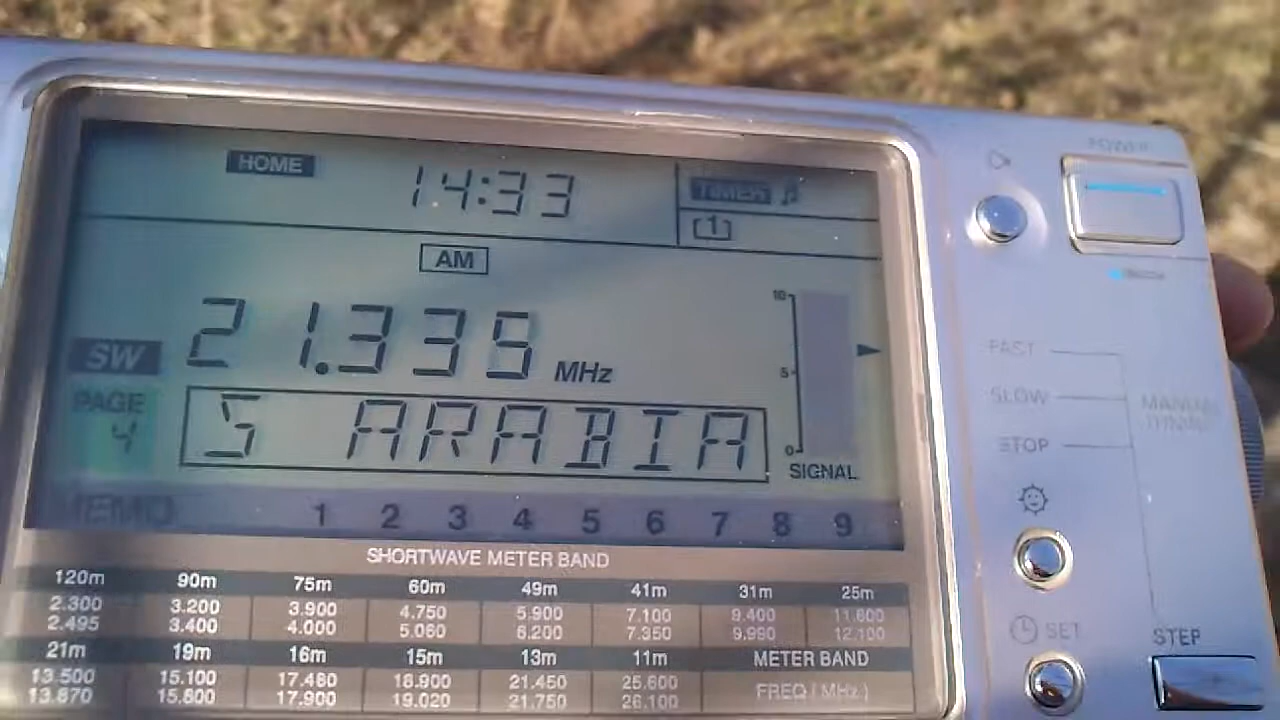 POWER
HOME 14:33 TIMER
1
AM
21.335 MHz
SW
PAGE 4
S ARABIA
10
5
0
SIGNAL
1 2 3 4 5 6 7 8 9
FAST
SLOW
STOP
SET
STEP
SHORTWAVE METER BAND
120m 90m 75m 60m 49m 41m 31m 25m
2.300 3.200 3.900 4.750 5.900 7.100 9.400 11.600
2.495 3.400 4.000 5.060 6.200 7.350 9.990 12.100
21m 19m 16m 15m 13m 11m METER BAND
13.500 15.100 17.480 18.900 21.450 25.600 FREQ (MHz)
13.870 15.800 17.900 19.020 21.750 26.100